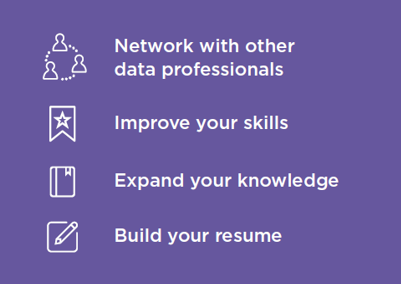 Network with other
data professionals
Improve your skills
Expand your knowledge
Build your resume